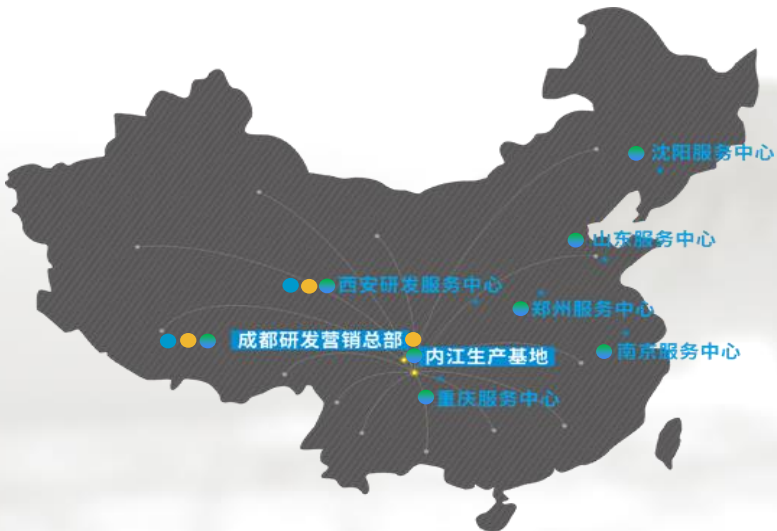 沈阳服务中心
山东服务中心
西安研发服务中心
郑州服务中心
成都研发营销总部
南京服务中心
内江生产基地
重庆服务中心